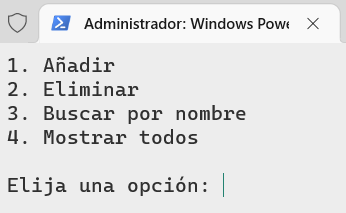 Administrador: Windows Powe
1. Añadir
2. Eliminar
3. Buscar por nombre
4. Mostrar todos
Elija una opción: